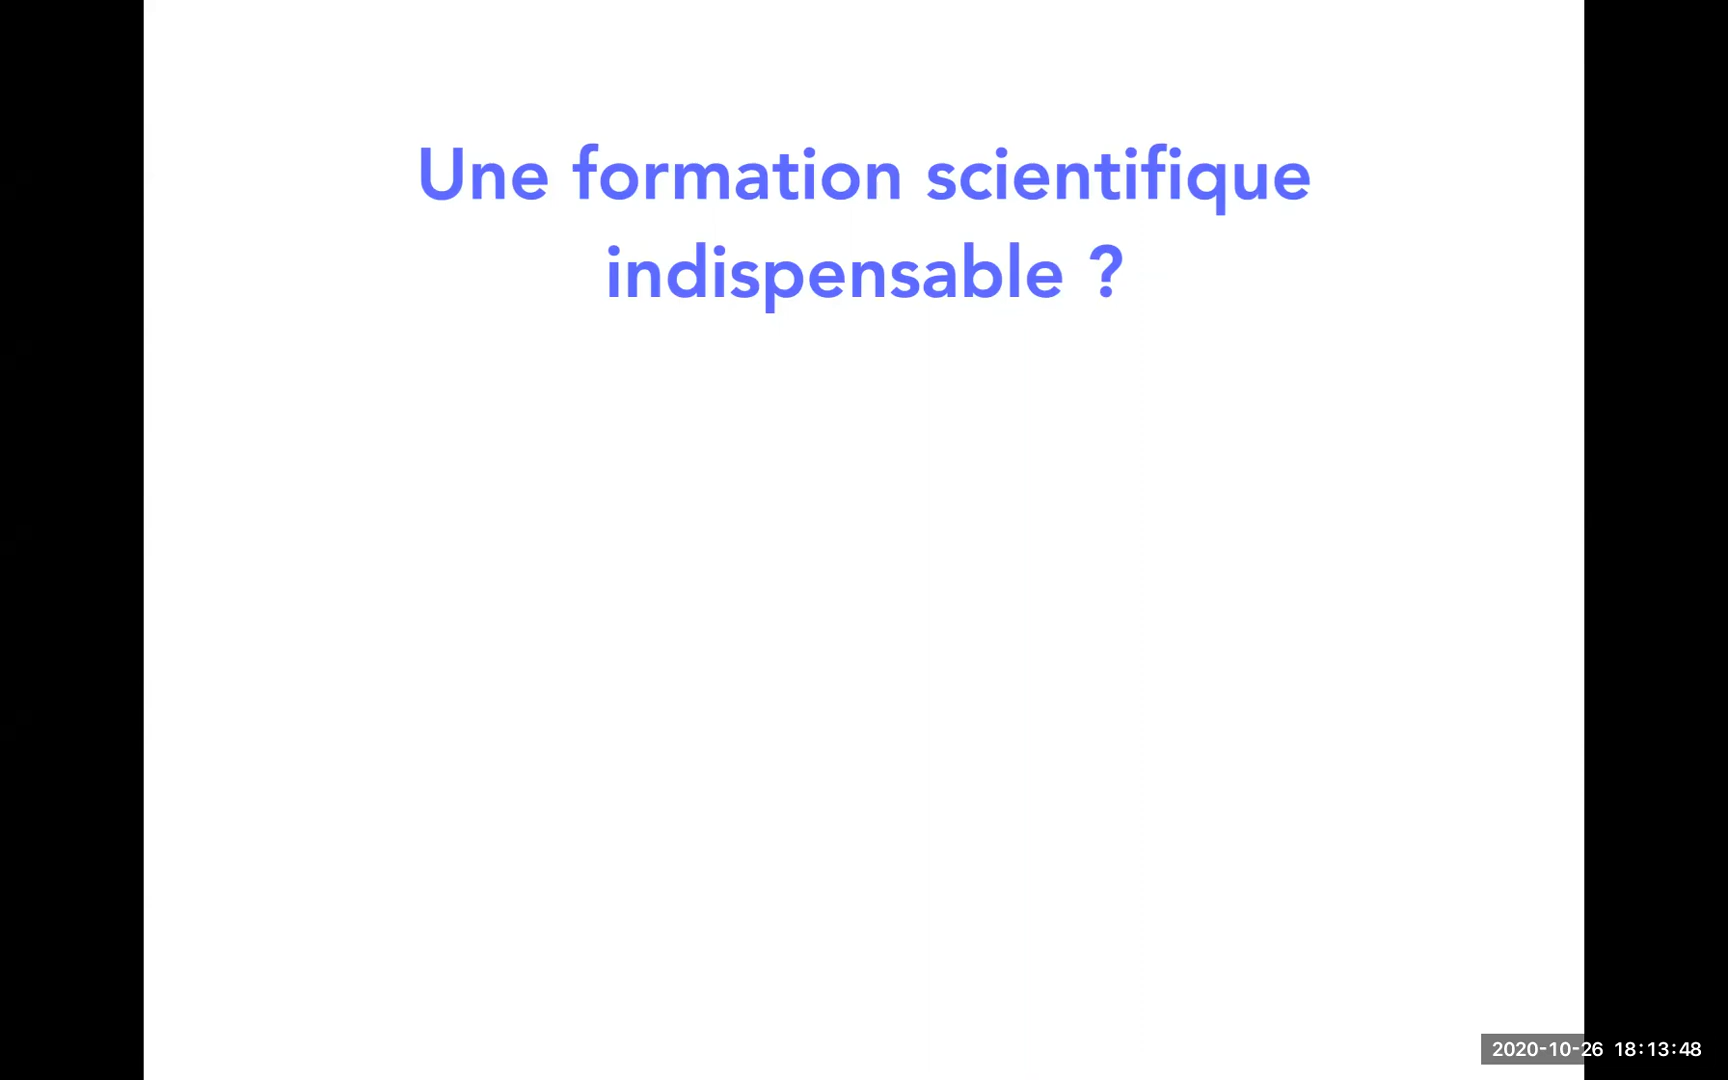 Une formation scientifique
indispensable ?
2020-10-26 18:13:48